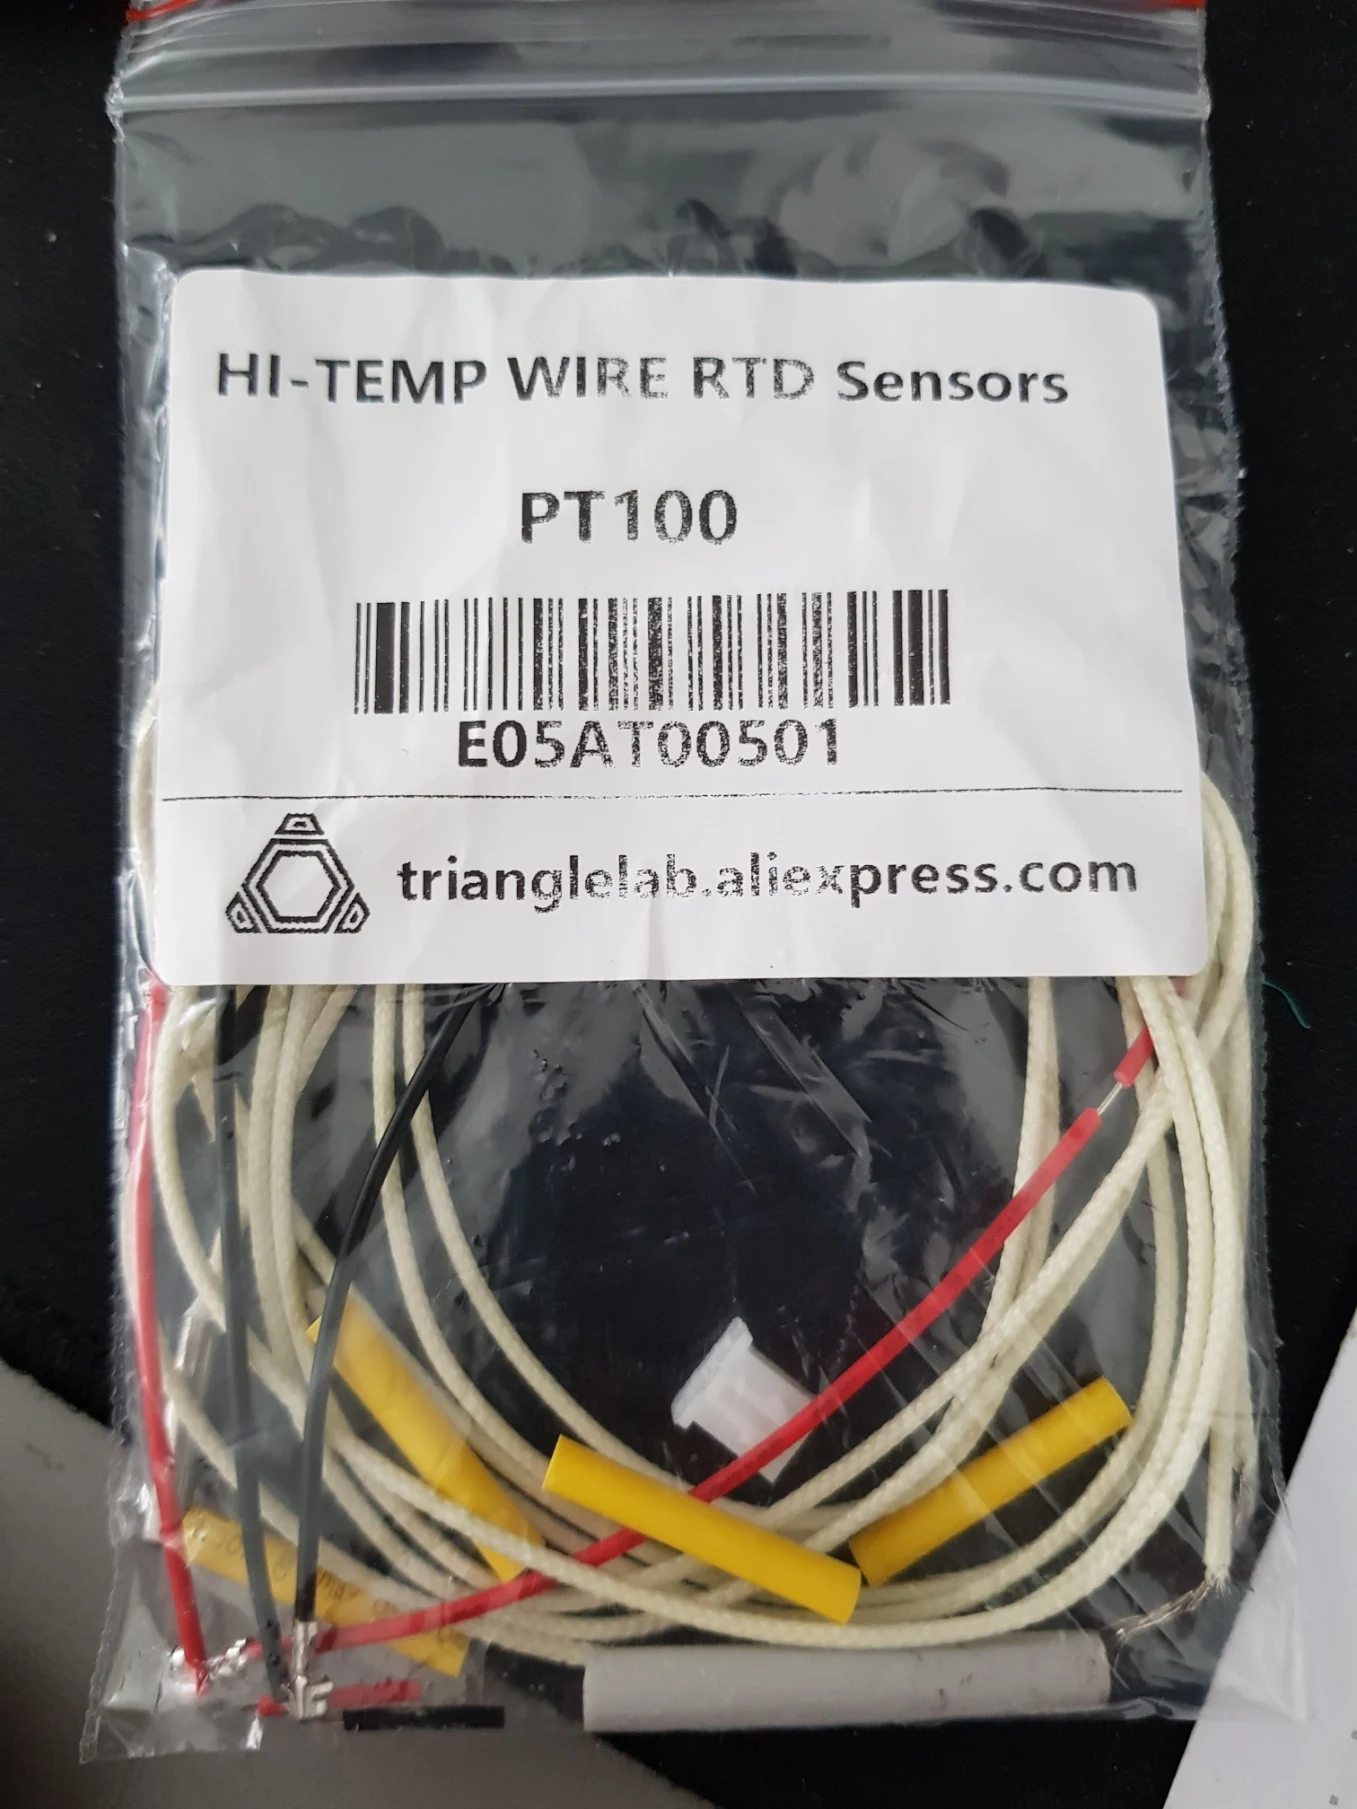 HI-TEMP WIRE RTD Sensors
PT100
E05AT00501
trianglelab.aliexpress.com